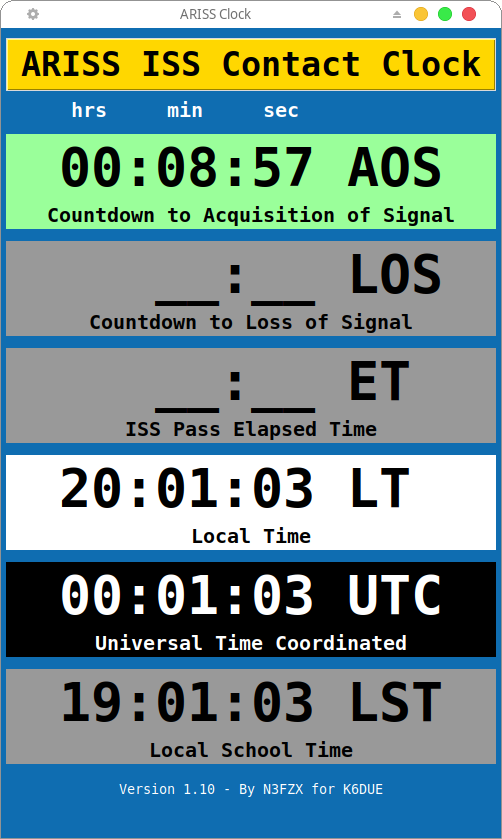 ARISS Clock
ARISS ISS Contact Clock
hrs min sec
00:08:57 AOS
Countdown to Acquisition of Signal
__:__ LOS
Countdown to Loss of Signal
__:__ ET
ISS Pass Elapsed Time
20:01:03 LT
Local Time
00:01:03 UTC
Universal Time Coordinated
19:01:03 LST
Local School Time
Version 1.10 - By N3FZX for K6DUE